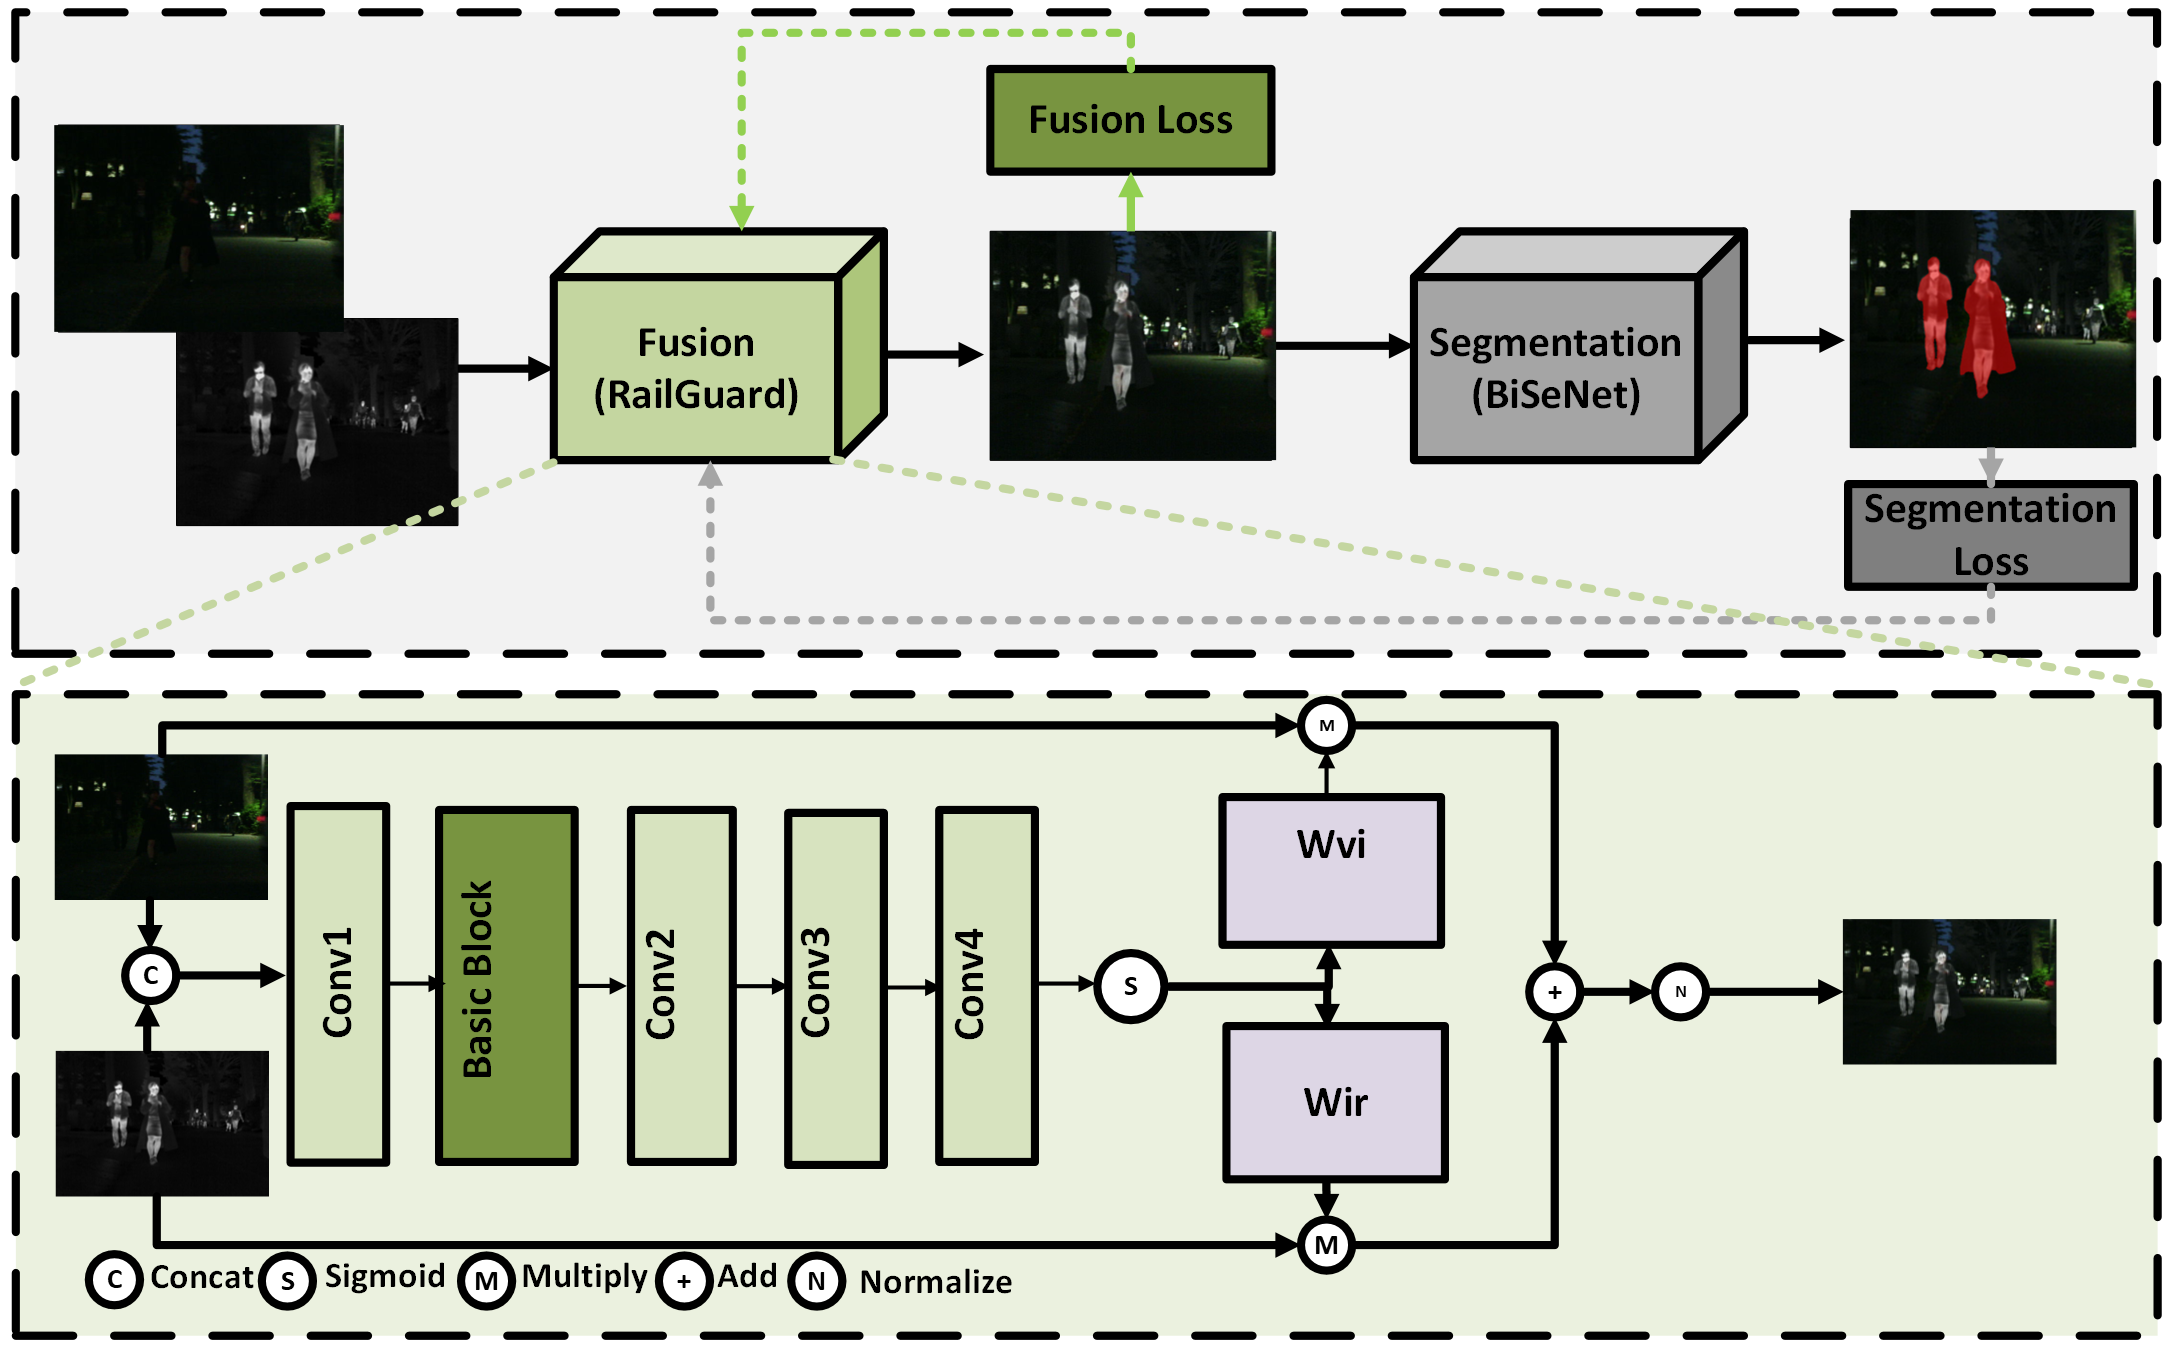 Fusion Loss
Fusion
(RailGuard)
Segmentation
(BiSeNet)
Segmentation
Loss
M
Wvi
Conv1
Basic Block
Conv2
Conv3
Conv4
C
S
+
N
Wir
M
C Concat S Sigmoid M Multiply + Add N Normalize